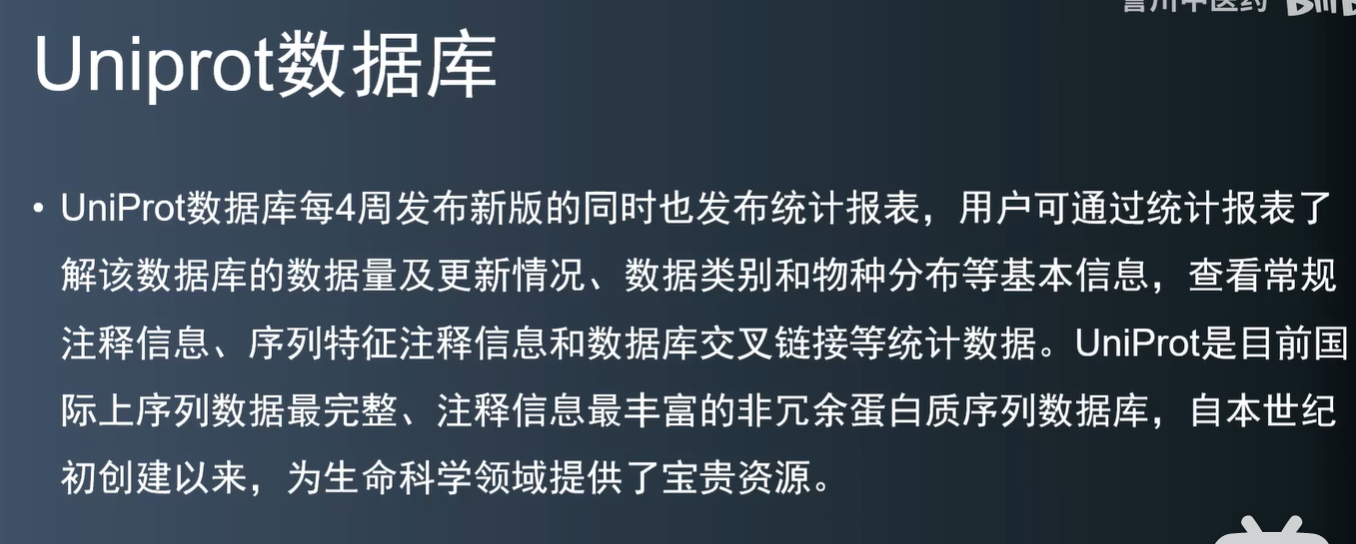 Uniprot数据库
• UniProt数据库每4周发布新版的同时也发布统计报表，用户可通过统计报表了
解该数据库的数据量及更新情况、数据类别和物种分布等基本信息，查看常规
注释信息、序列特征注释信息和数据库交叉链接等统计数据。UniProt是目前国
际上序列数据最完整、注释信息最丰富的非冗余蛋白质序列数据库，自本世纪
初创建以来，为生命科学领域提供了宝贵资源。